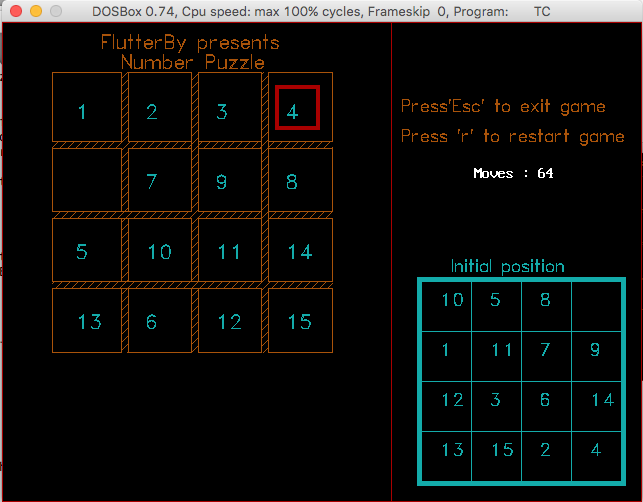 DOSBox 0.74, Cpu speed: max 100% cycles, Frameskip 0, Program: TC
FlutterBy presents
Number Puzzle
1 2 3 4
7 9 8
5 10 11 14
13 6 12 15
Press'Esc' to exit game
Press 'r' to restart game
Moves : 64
Initial position
10 5 8
1 11 7 9
12 3 6 14
13 15 2 4